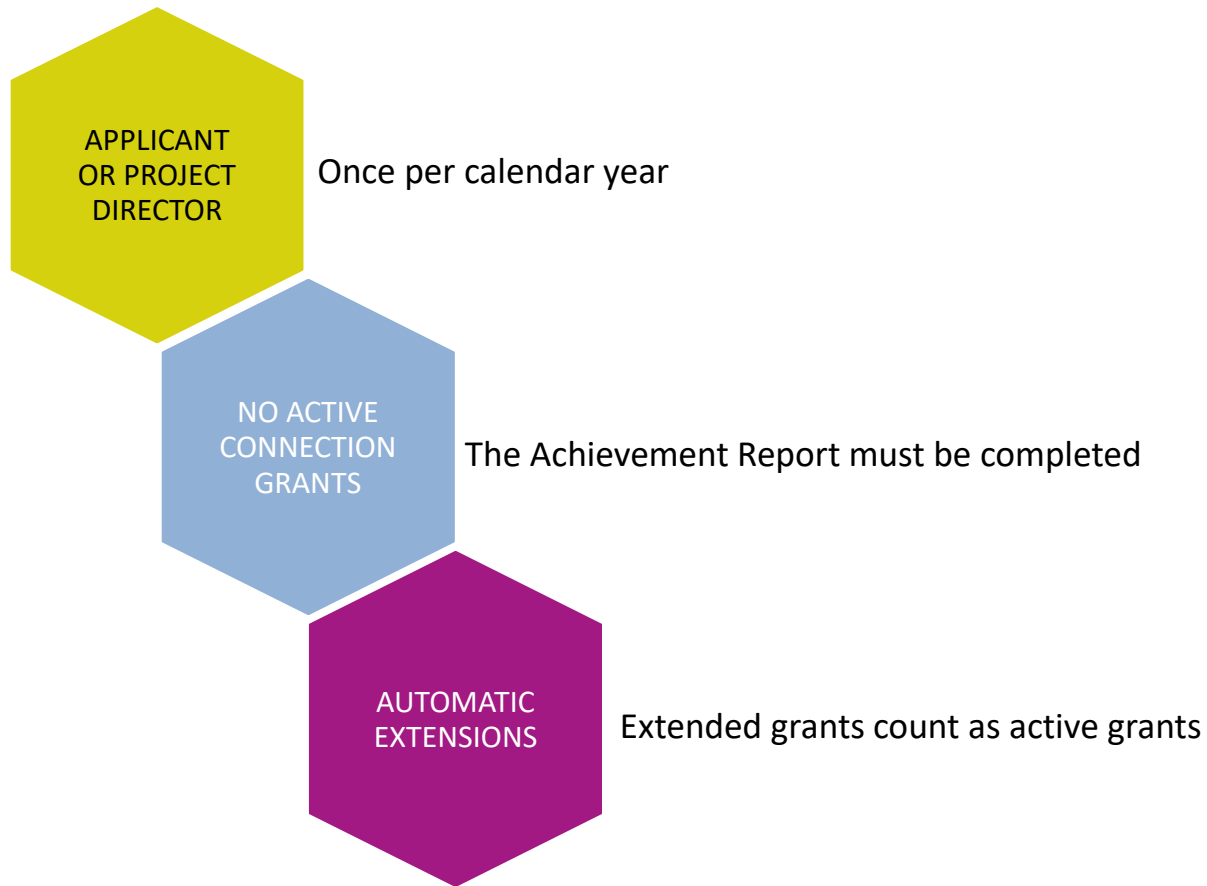 APPLICANT
OR PROJECT
DIRECTOR
Once per calendar year
NO ACTIVE
CONNECTION
GRANTS
The Achievement Report must be completed
AUTOMATIC
EXTENSIONS
Extended grants count as active grants